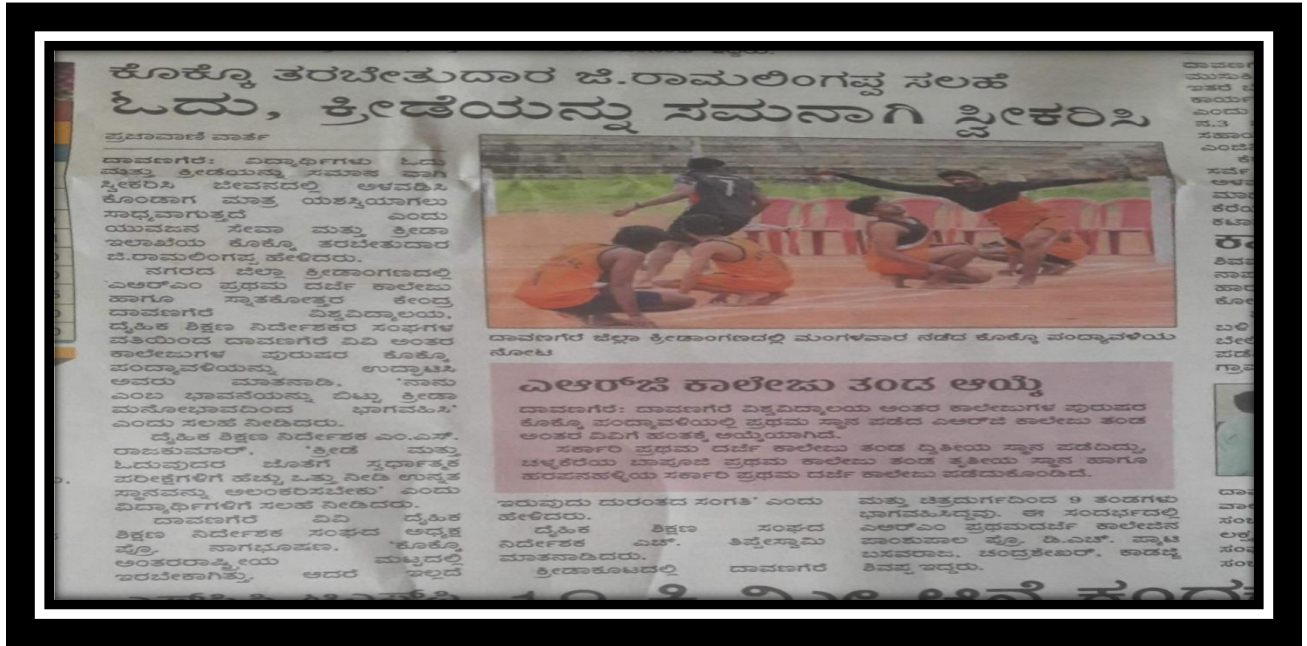 ಕೊಕ್ಕೊ ತರಬೇತುದಾರ ಜೆ.ರಾಮಲಿಂಗಪ್ಪ ಸಲಹೆ
ಓದು, ಕ್ರೀಡೆಯನ್ನು ಸಮನಾಗಿ ಸ್ವೀಕರಿಸಿ
ಪ್ರಜಾವಾಣಿ ವಾರ್ತೆ
ದಾವಣಗೆರೆ: ವಿದ್ಯಾರ್ಥಿಗಳು ಓದು
ಮತ್ತು ಕ್ರೀಡೆಯನ್ನು ಸಮಾನ ವಾಗಿ
ಸ್ವೀಕರಿಸಿ ಜೀವನದಲ್ಲಿ ಅಳವಡಿಸಿ
ಕೊಂಡಾಗ ಮಾತ್ರ ಯಶಸ್ವಿಯಾಗಲು
ಸಾಧ್ಯವಾಗುತ್ತದೆ ಎಂದು
ಯುವಜನ ಸೇವಾ ಮತ್ತು ಕ್ರೀಡಾ
ಇಲಾಖೆಯ ಕೊಕ್ಕೊ ತರಬೇತುದಾರ
ಜೆ.ರಾಮಲಿಂಗಪ್ಪ ಹೇಳಿದರು.
ನಗರದ ಜಿಲ್ಲಾ ಕ್ರೀಡಾಂಗಣದಲ್ಲಿ
ಎಆರ್‌ಎಂ ಪ್ರಥಮ ದರ್ಜೆ ಕಾಲೇಜು
ಹಾಗೂ ಸ್ನಾತಕೋತ್ತರ ಕೇಂದ್ರ
ದಾವಣಗೆರೆ ವಿಶ್ವವಿದ್ಯಾಲಯ,
ದೈಹಿಕ ಶಿಕ್ಷಣ ನಿರ್ದೇಶಕರ ಸಂಘಗಳ
ವತಿಯಿಂದ ದಾವಣಗೆರೆ ವಿವಿ ಅಂತರ
ಕಾಲೇಜುಗಳ ಪುರುಷರ ಕೊಕ್ಕೊ
ಪಂದ್ಯಾವಳಿಯನ್ನು ಉದ್ಘಾಟಿಸಿ
ಅವರು ಮಾತನಾಡಿ, 'ನಾನು
ಎಂಬ ಭಾವನೆಯನ್ನು ಬಿಟ್ಟು ಕ್ರೀಡಾ
ಮನೋಭಾವದಿಂದ ಭಾಗವಹಿಸಿ'
ಎಂದು ಸಲಹೆ ನೀಡಿದರು.
ದೈಹಿಕ ಶಿಕ್ಷಣ ನಿರ್ದೇಶಕ ಎಂ.ಎಸ್.
ರಾಜಕುಮಾರ್, 'ಕ್ರೀಡೆ ಮತ್ತು
ಓದುವುದರ ಜೊತೆಗೆ ಸ್ಪರ್ಧಾತ್ಮಕ
ಪರೀಕ್ಷೆಗಳಿಗೆ ಹೆಚ್ಚು ಒತ್ತು ನೀಡಿ ಉನ್ನತ
ಸ್ಥಾನವನ್ನು ಅಲಂಕರಿಸಬೇಕು' ಎಂದು
ವಿದ್ಯಾರ್ಥಿಗಳಿಗೆ ಸಲಹೆ ನೀಡಿದರು.
ದಾವಣಗೆರೆ ವಿವಿ ದೈಹಿಕ
ಶಿಕ್ಷಣ ನಿರ್ದೇಶಕ ಸಂಘದ ಅಧ್ಯಕ್ಷ
ಪ್ರೊ. ನಾಗಭೂಷಣ, 'ಕೊಕ್ಕೊ
ಅಂತರರಾಷ್ಟ್ರೀಯ ಮಟ್ಟದಲ್ಲಿ
ಇರಬೇಕಾಗಿತ್ತು. ಆದರೆ ಇಲ್ಲದೆ
7
ದಾವಣಗೆರೆ ಜಿಲ್ಲಾ ಕ್ರೀಡಾಂಗಣದಲ್ಲಿ ಮಂಗಳವಾರ ನಡೆದ ಕೊಕ್ಕೊ ಪಂದ್ಯಾವಳಿಯ
ನೋಟ
ಎಆರ್‌ಜಿ ಕಾಲೇಜು ತಂಡ ಆಯ್ಕೆ
ದಾವಣಗೆರೆ: ದಾವಣಗೆರೆ ವಿಶ್ವವಿದ್ಯಾಲಯ ಅಂತರ ಕಾಲೇಜುಗಳ ಪುರುಷರ
ಕೊಕ್ಕೊ ಪಂದ್ಯಾವಳಿಯಲ್ಲಿ ಪ್ರಥಮ ಸ್ಥಾನ ಪಡೆದ ಎಆರ್‌ಜಿ ಕಾಲೇಜು ತಂಡ
ಅಂತರ ವಿವಿಗೆ ಹಂತಕ್ಕೆ ಆಯ್ಕೆಯಾಗಿದೆ.
ಸರ್ಕಾರಿ ಪ್ರಥಮ ದರ್ಜೆ ಕಾಲೇಜು ತಂಡ ದ್ವಿತೀಯ ಸ್ಥಾನ ಪಡೆದಿದ್ದು,
ಚಳ್ಳಕೆರೆಯ ಬಾಪೂಜಿ ಪ್ರಥಮ ಕಾಲೇಜು ತಂಡ ತೃತೀಯ ಸ್ಥಾನ ಹಾಗೂ
ಹರಪನಹಳ್ಳಿಯ ಸರ್ಕಾರಿ ಪ್ರಥಮ ದರ್ಜೆ ಕಾಲೇಜು ಪಡೆದುಕೊಂಡಿದೆ.
ಇರುವುದು ದುರಂತದ ಸಂಗತಿ' ಎಂದು
ಹೇಳಿದರು.
ದೈಹಿಕ ಶಿಕ್ಷಣ ಸಂಘದ
ನಿರ್ದೇಶಕ ಎಚ್. ತಿಪ್ಪೇಸ್ವಾಮಿ
ಮಾತನಾಡಿದರು.
ಕ್ರೀಡಾಕೂಟದಲ್ಲಿ ದಾವಣಗೆರೆ
ಮತ್ತು ಚಿತ್ರದುರ್ಗದಿಂದ 9 ತಂಡಗಳು
ಭಾಗವಹಿಸಿದ್ದವು. ಈ ಸಂದರ್ಭದಲ್ಲಿ
ಎಆರ್‌ಎಂ ಪ್ರಥಮದರ್ಜೆ ಕಾಲೇಜಿನ
ಪ್ರಾಂಶುಪಾಲ ಪ್ರೊ. ಡಿ.ಎಚ್. ಪ್ಯಾಟಿ
ಬಸವರಾಜ, ಚಂದ್ರಶೇಖರ್, ಕಾಡಜ್ಜಿ
ಶಿವಪ್ಪ ಇದ್ದರು.